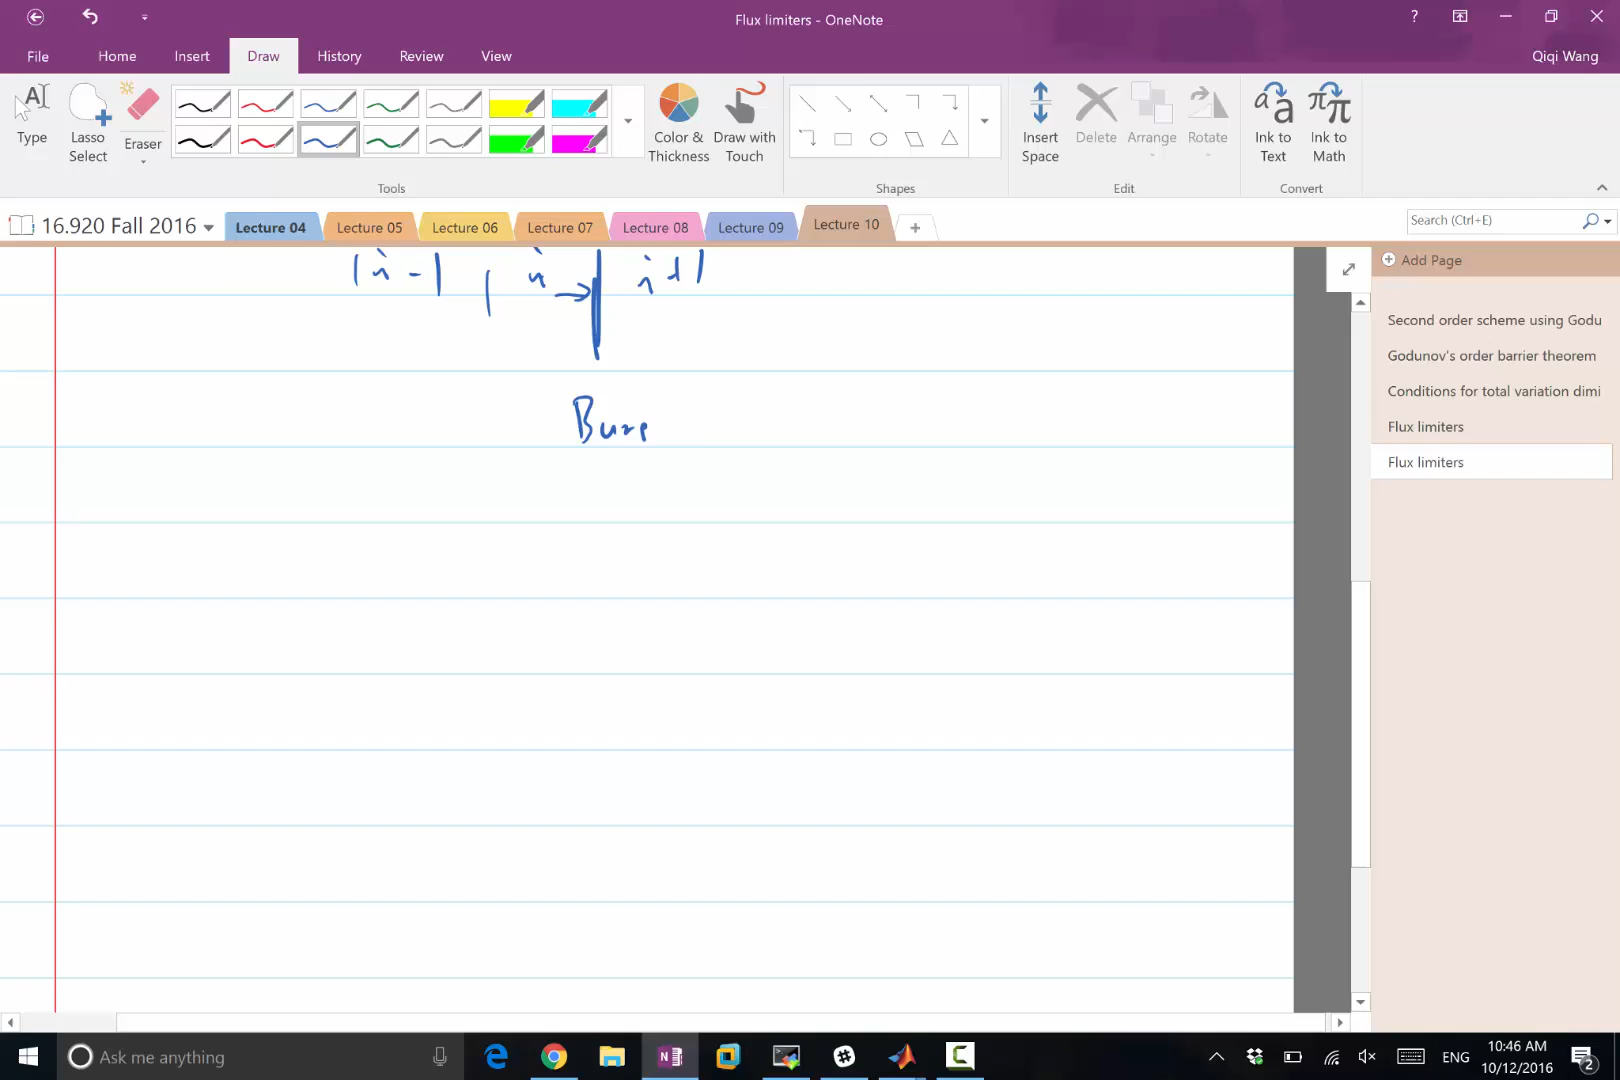 Flux limiters - OneNote
?
File Home Insert Draw History Review View
Qiqi Wang
Type
Lasso Select
Eraser
Color & Thickness
Draw with Touch
Insert Space
Delete
Arrange
Rotate
Ink to Text
Ink to Math
Tools Shapes Edit Convert
16.920 Fall 2016
Lecture 04 Lecture 05 Lecture 06 Lecture 07 Lecture 08 Lecture 09 Lecture 10 +
Search (Ctrl+E)
Add Page
Second order scheme using Godu
Godunov's order barrier theorem
Conditions for total variation dimi
Flux limiters
Flux limiters
i - 1 i i+1
Ask me anything
ENG
10:46 AM
10/12/2016
2